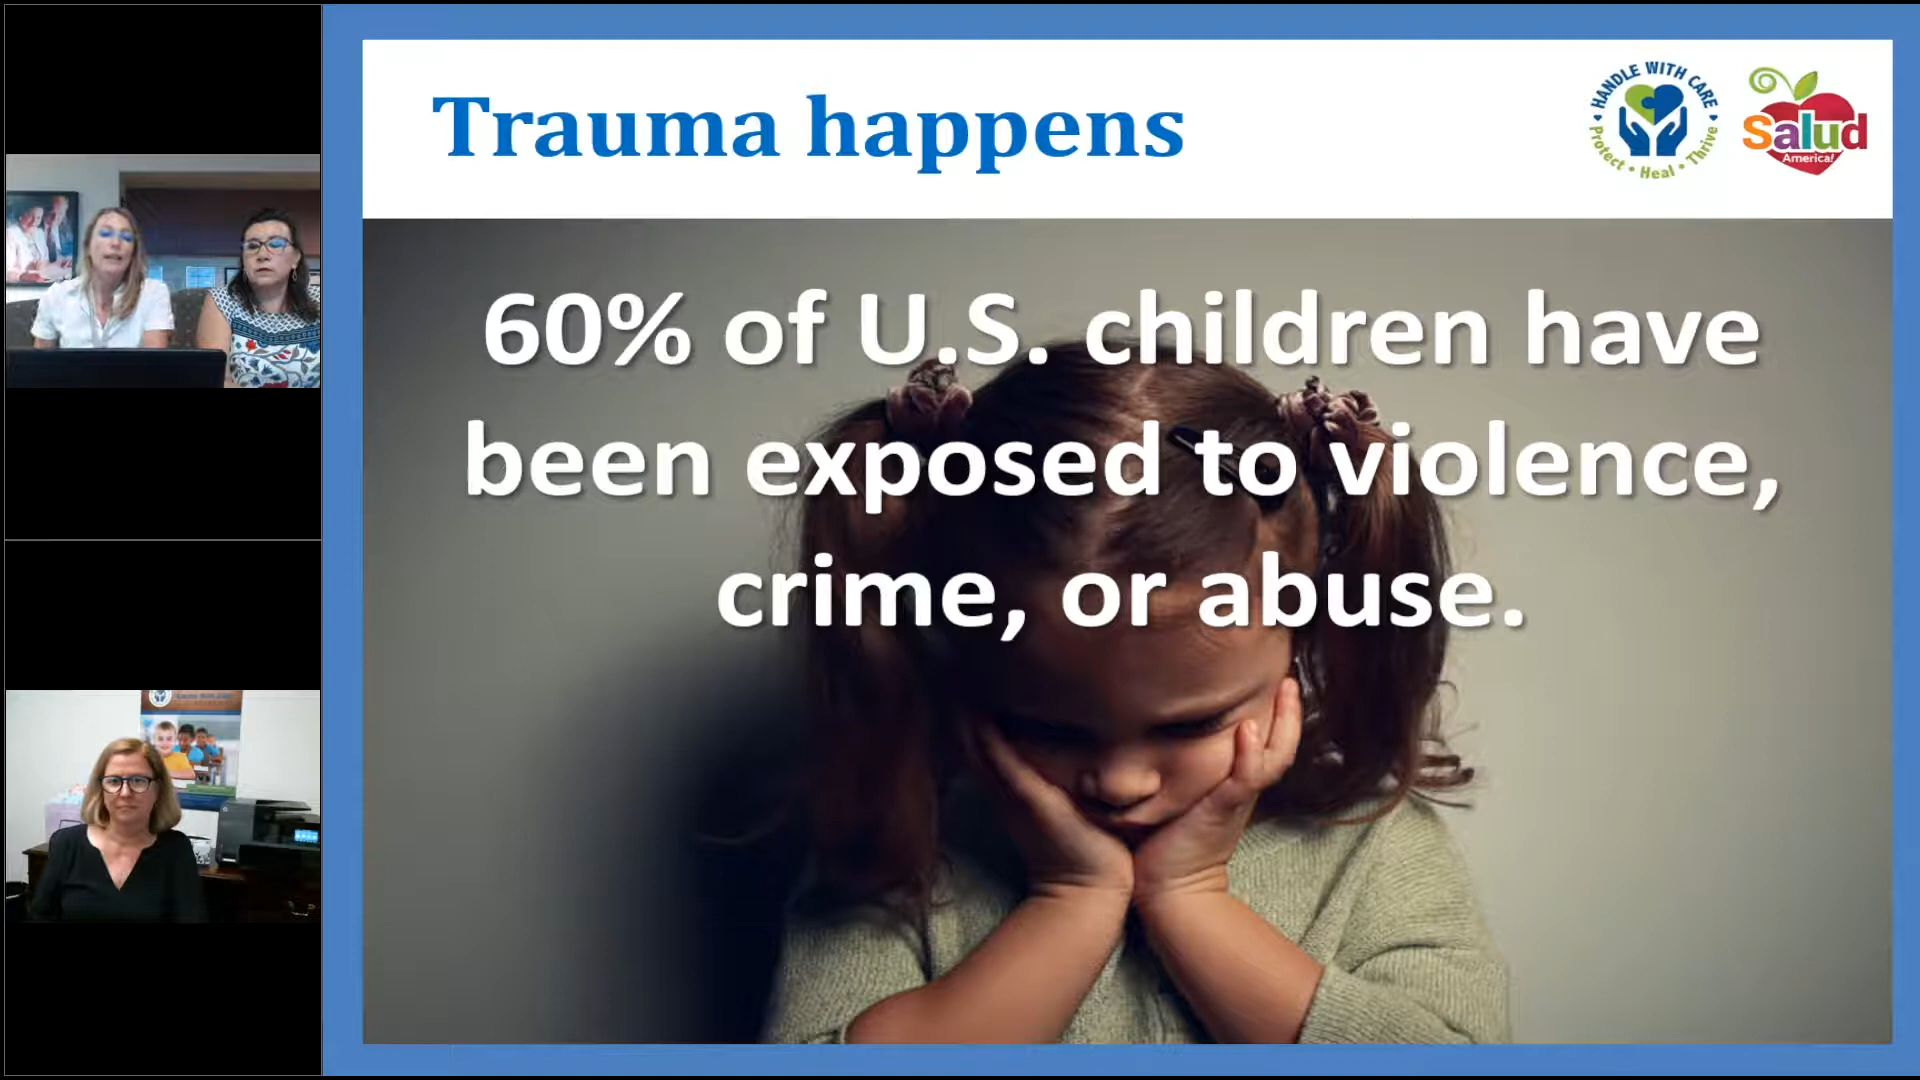 Trauma happens
HANDLE WITH CARE
Protect • Heal • Thrive
Salud
America!
60% of U.S. children have
been exposed to violence,
crime, or abuse.